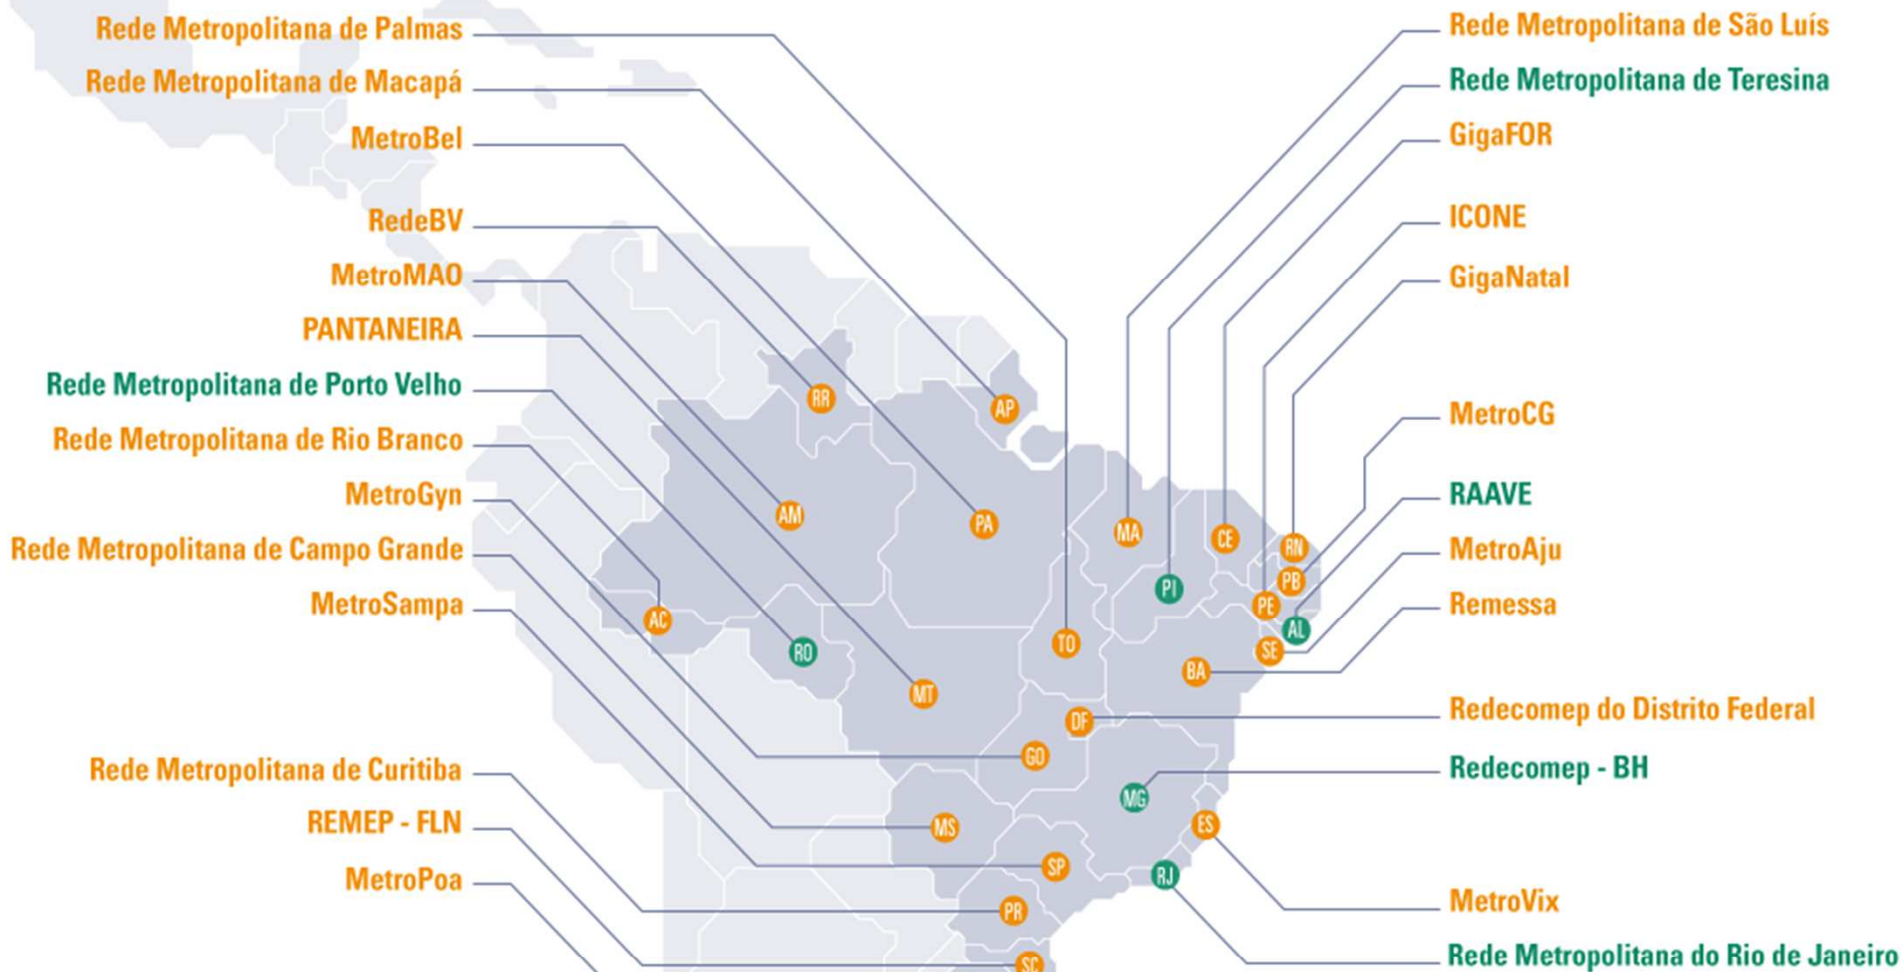 Rede Metropolitana de Palmas
Rede Metropolitana de Macapá
MetroBel
RedeBV
MetroMAO
PANTANEIRA
Rede Metropolitana de Porto Velho
Rede Metropolitana de Rio Branco
MetroGyn
Rede Metropolitana de Campo Grande
MetroSampa
Rede Metropolitana de Curitiba
REMEP - FLN
MetroPoa
Rede Metropolitana de São Luís
Rede Metropolitana de Teresina
GigaFOR
ICONE
GigaNatal
MetroCG
RAAVE
MetroAju
Remessa
Redecomep do Distrito Federal
Redecomep - BH
MetroVix
Rede Metropolitana do Rio de Janeiro
RR
AP
AM
PA
MA
CE
RN
PB
PI
PE
AC
AL
TO
RO
SE
BA
MT
DF
GO
MG
MS
ES
SP
RJ
PR
SC